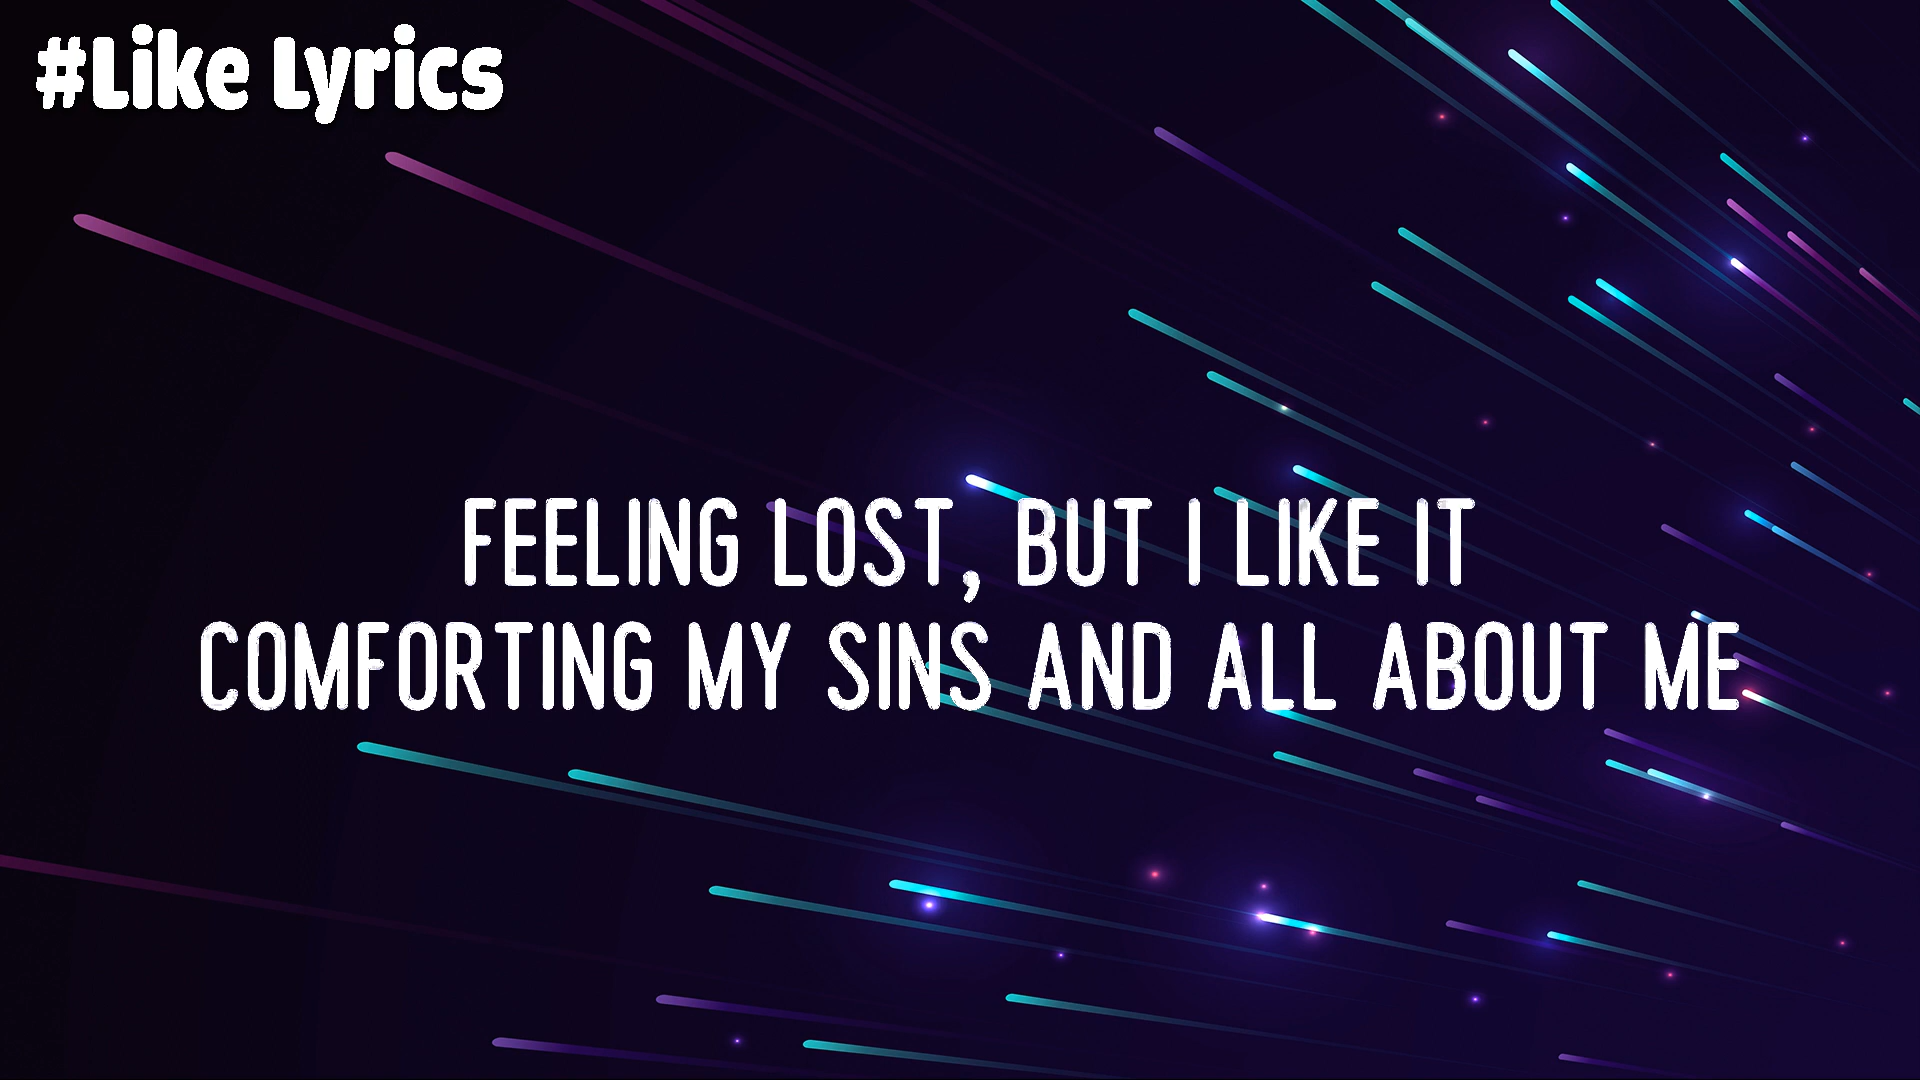 #Like Lyrics
FEELING LOST, BUT I LIKE IT
COMFORTING MY SINS AND ALL ABOUT ME